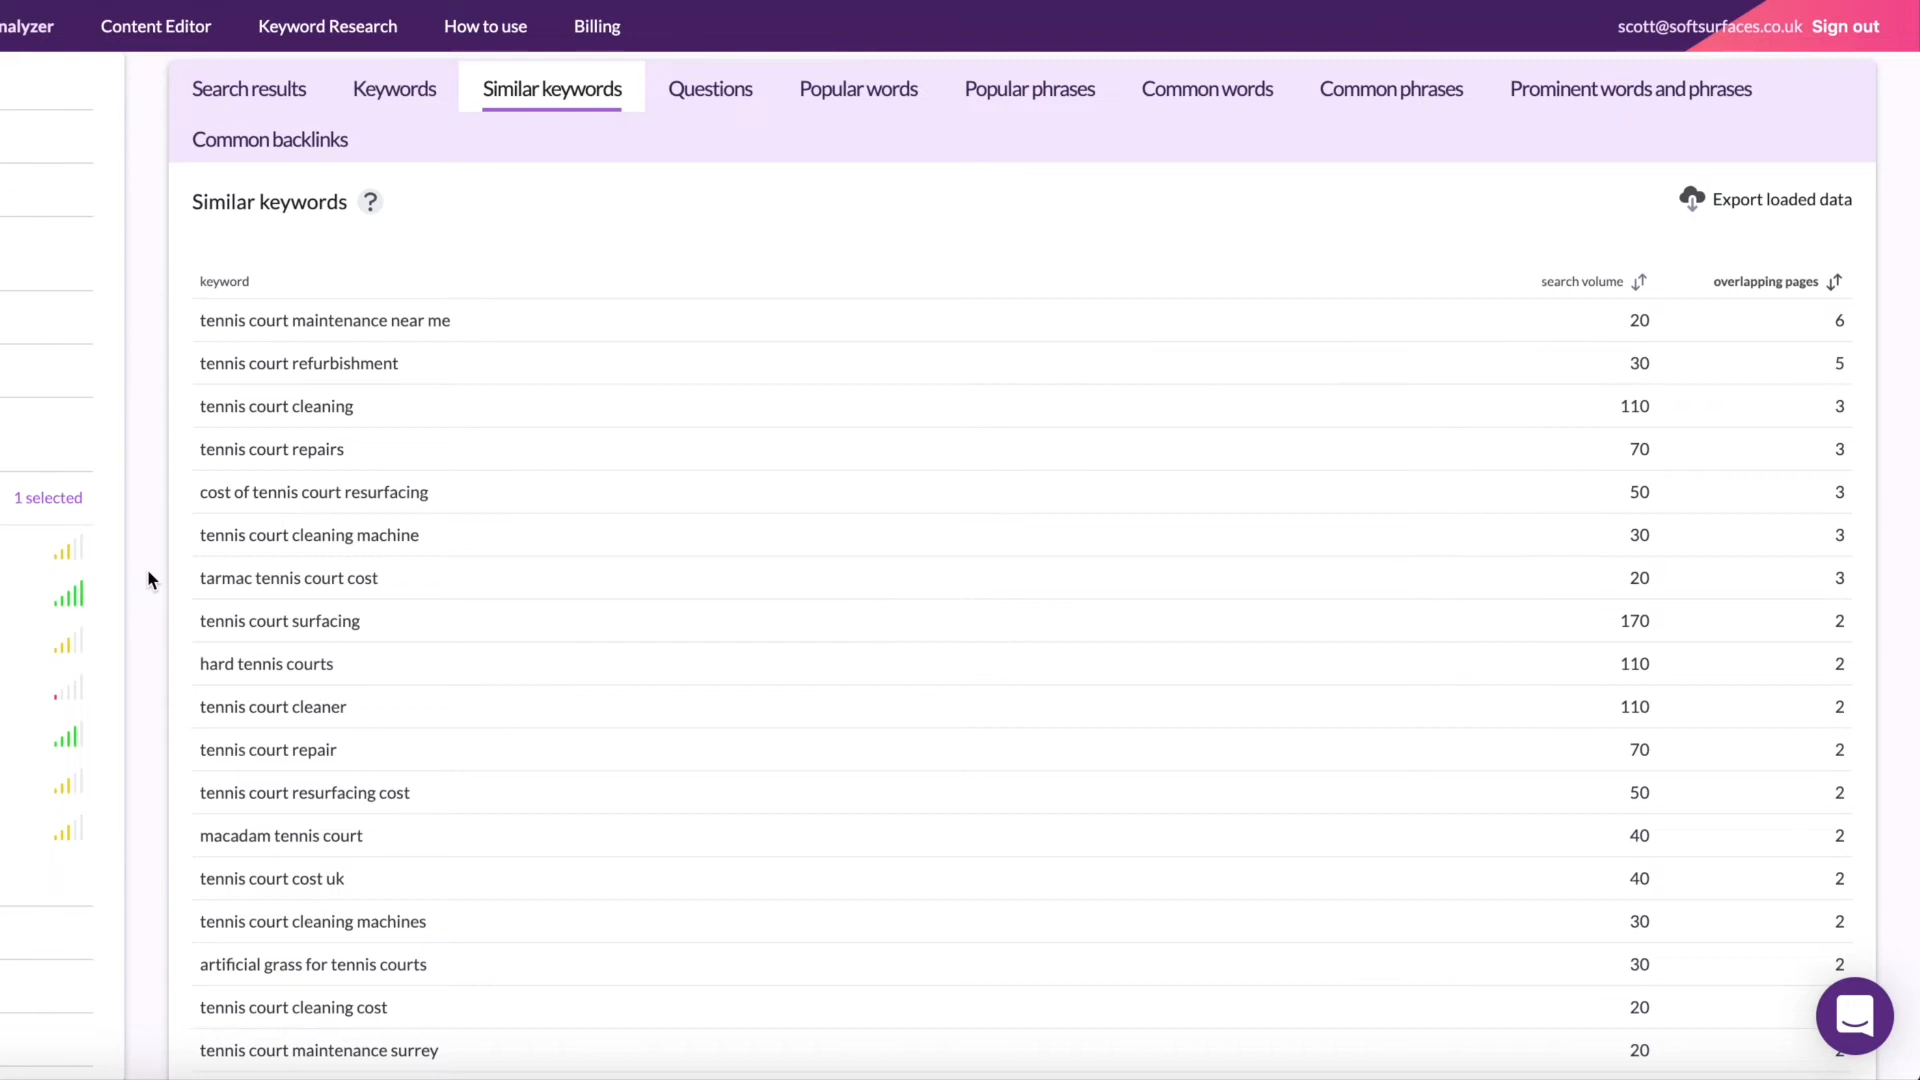 nalyzer Content Editor Keyword Research How to use Billing scott@softsurfaces.co.uk Sign out
Search results Keywords Similar keywords Questions Popular words Popular phrases Common words Common phrases Prominent words and phrases
Common backlinks
Similar keywords ? Export loaded data
keyword search volume overlapping pages
tennis court maintenance near me 20 6
tennis court refurbishment 30 5
tennis court cleaning 110 3
tennis court repairs 70 3
cost of tennis court resurfacing 50 3
1 selected
tennis court cleaning machine 30 3
tarmac tennis court cost 20 3
tennis court surfacing 170 2
hard tennis courts 110 2
tennis court cleaner 110 2
tennis court repair 70 2
tennis court resurfacing cost 50 2
macadam tennis court 40 2
tennis court cost uk 40 2
tennis court cleaning machines 30 2
artificial grass for tennis courts 30 2
tennis court cleaning cost 20
tennis court maintenance surrey 20